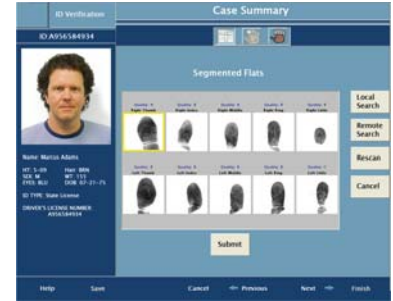 ID Verification
Case Summary
ID A956584934
Segmented Flats
Right Thumb
Right Index
Right Middle
Right Ring
Right Little
Left Thumb
Left Index
Left Middle
Left Ring
Left Little
Local
Search
Remote
Search
Rescan
Cancel
Name: Marcus Adams
HT: 5-09 Hair: BRN
SEX: M WT: 155
EYES: BLU DOB: 07-21-75
ID TYPE: State License
DRIVER'S LICENSE NUMBER:
A956584934
Submit
Help Save Cancel Previous Next Finish